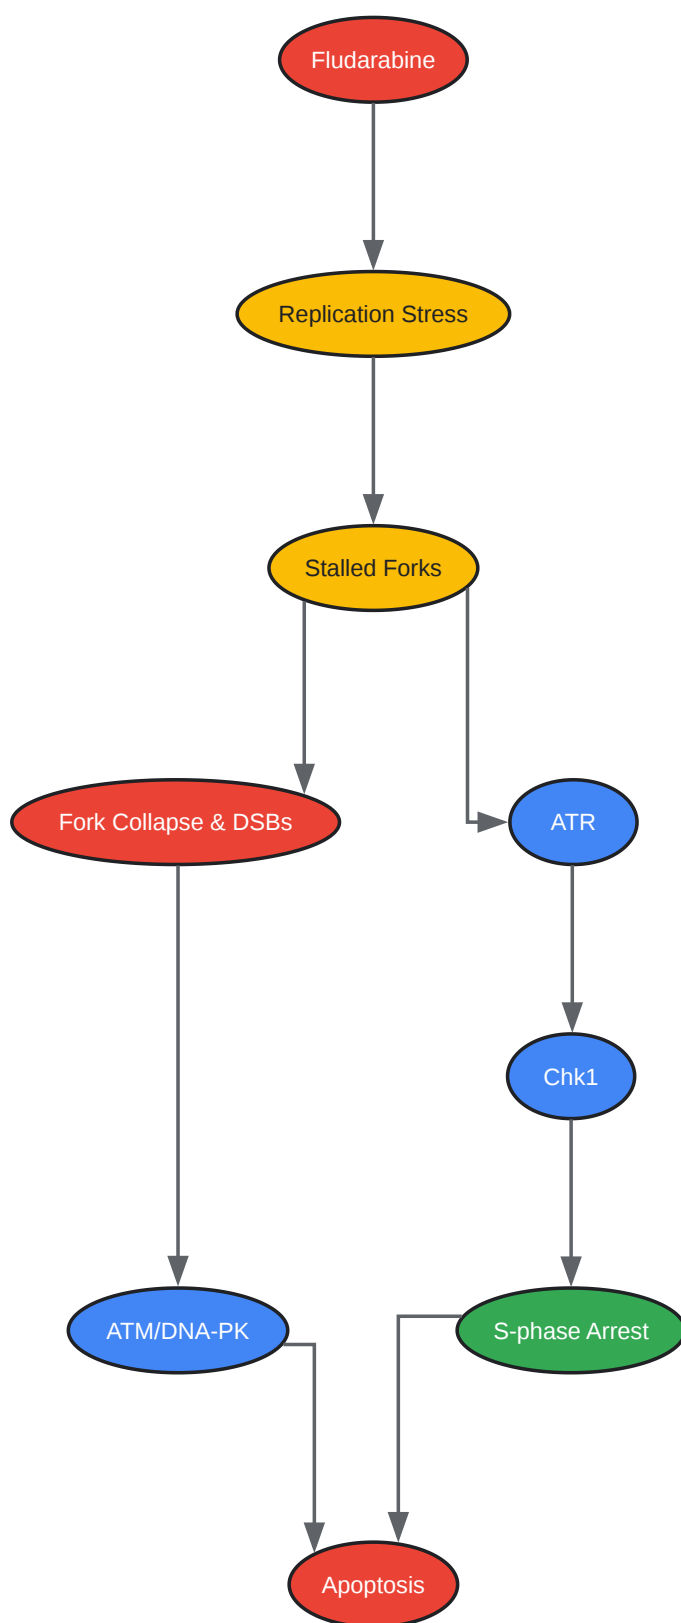 Fludarabine
Replication Stress
Stalled Forks
Fork Collapse & DSBs
ATR
Chk1
ATM/DNA-PK
S-phase Arrest
Apoptosis